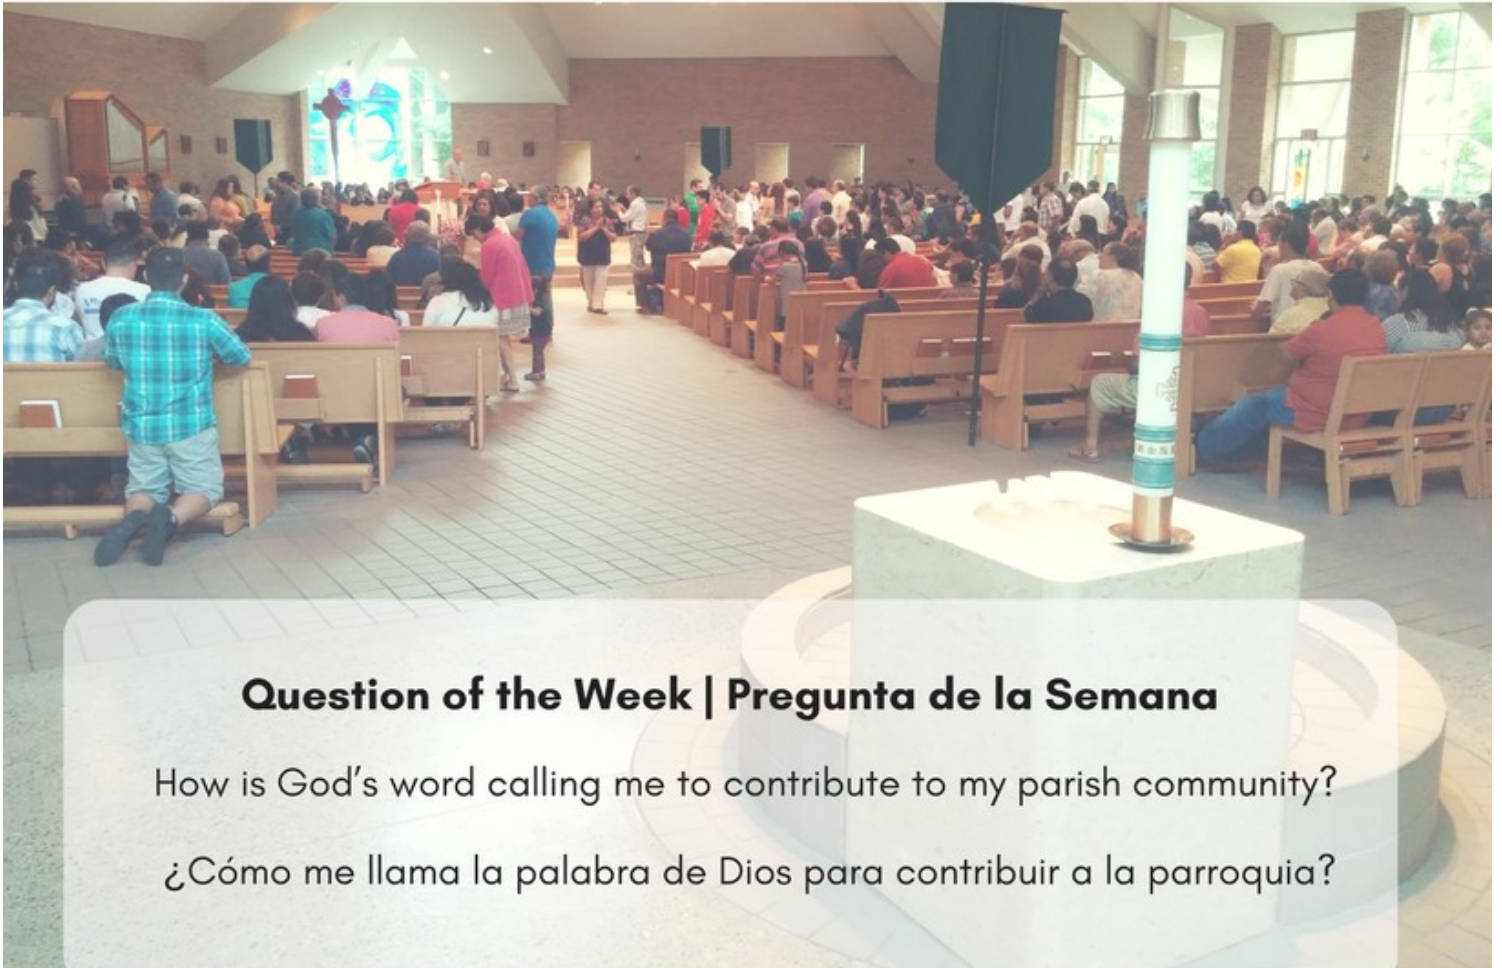 Question of the Week | Pregunta de la Semana
How is God's word calling me to contribute to my parish community?
¿Cómo me llama la palabra de Dios para contribuir a la parroquia?